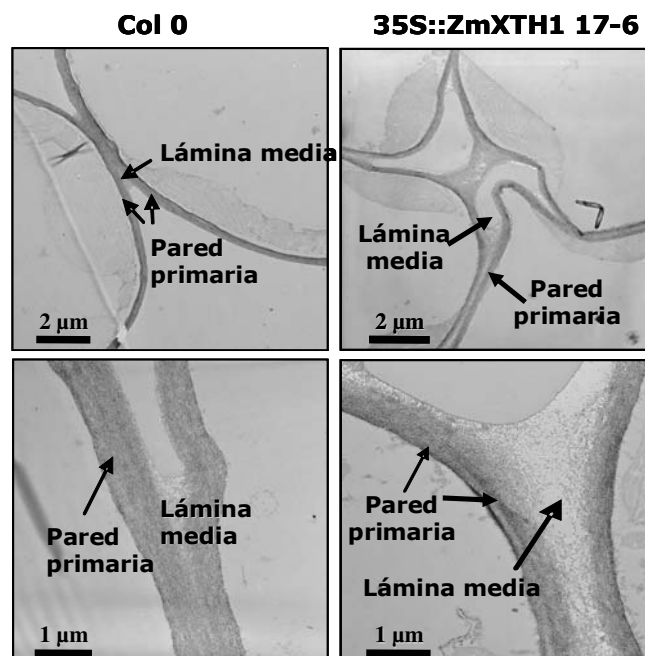 Col 0
35S::ZmXTH1 17-6
Lámina media
Pared
primaria
2 µm
Lámina
media
Pared
primaria
2 µm
Pared
primaria
Lámina
media
1 µm
Pared
primaria
Lámina media
1 µm